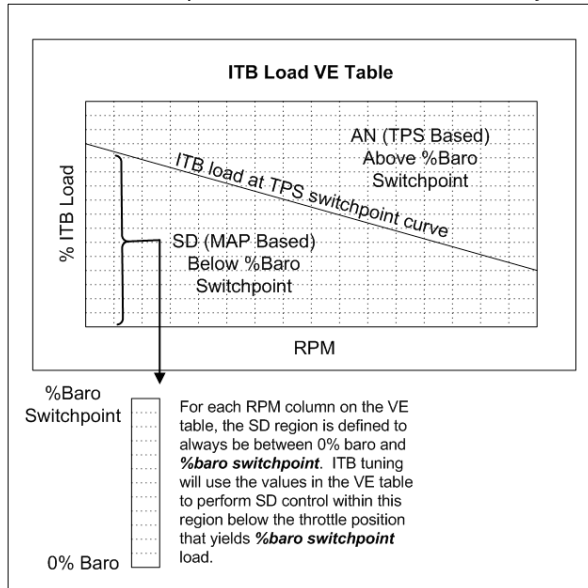 ITB Load VE Table
% ITB Load
AN (TPS Based)
Above %Baro
Switchpoint
ITB load at TPS switchpoint curve
SD (MAP Based)
Below %Baro
Switchpoint
RPM
%Baro
Switchpoint
0% Baro
For each RPM column on the VE
table, the SD region is defined to
always be between 0% baro and
%baro switchpoint. ITB tuning
will use the values in the VE table
to perform SD control within this
region below the throttle position
that yields %baro switchpoint
load.